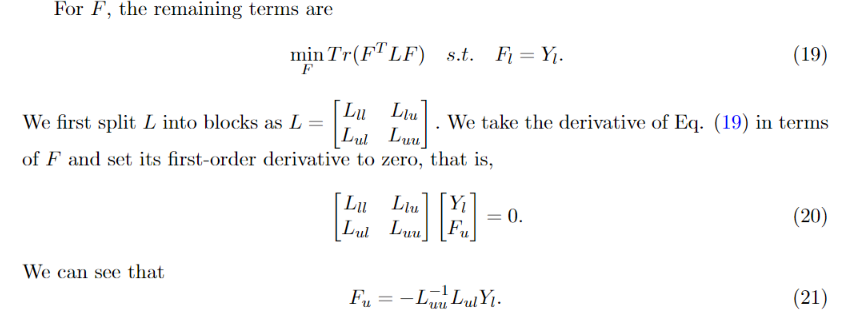 For F, the remaining terms are
min_F Tr(F^T LF) s.t. F_l = Y_l. (19)
We first split L into blocks as L = [L_ll L_lu; L_ul L_uu]. We take the derivative of Eq. (19) in terms
of F and set its first-order derivative to zero, that is,
[L_ll L_lu; L_ul L_uu] [Y_l; F_u] = 0. (20)
We can see that
F_u = −L_uu^{−1} L_ul Y_l. (21)